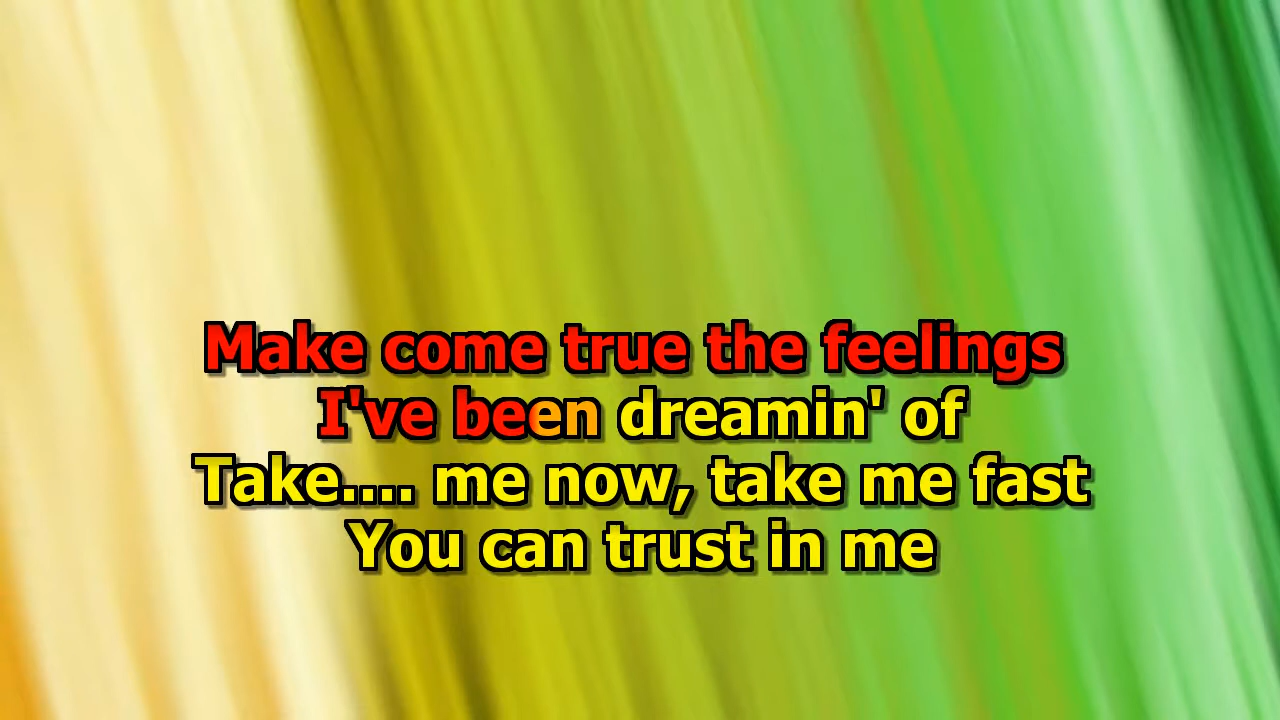 Make come true the feelings
I've been dreamin' of
Take.... me now, take me fast
You can trust in me